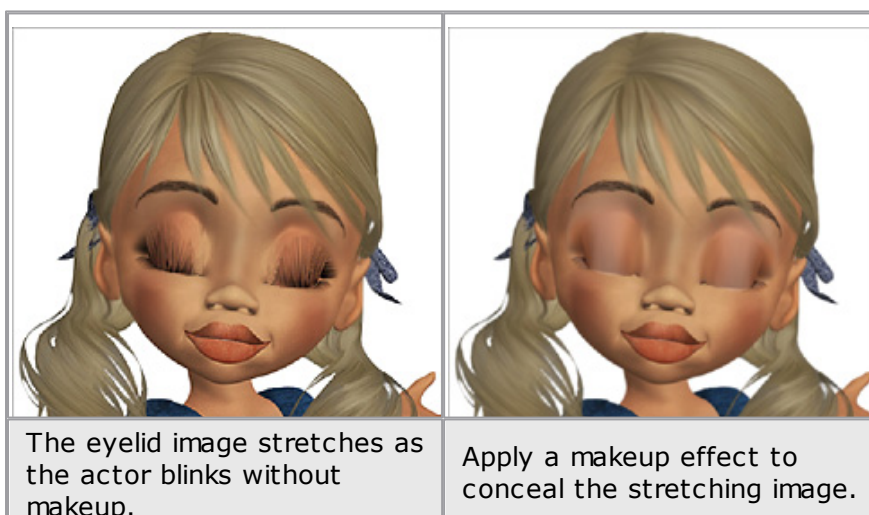 The eyelid image stretches as
the actor blinks without
makeup.
Apply a makeup effect to
conceal the stretching image.